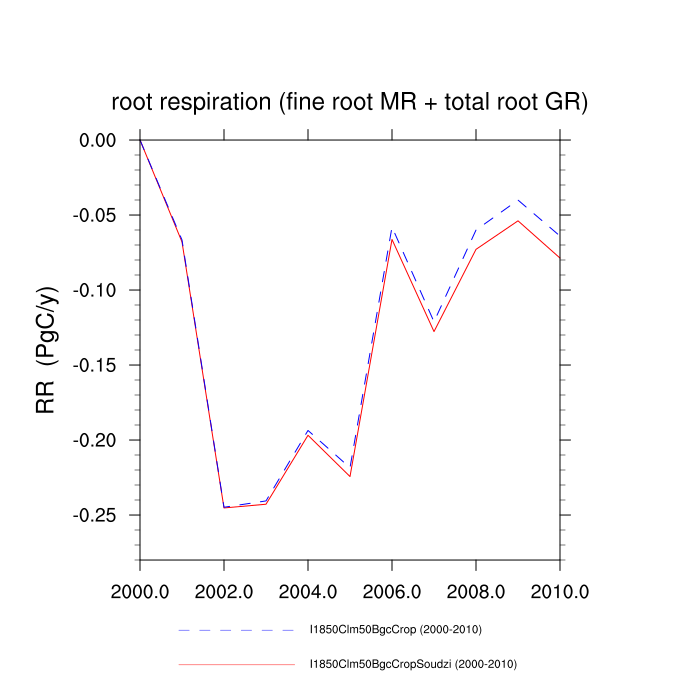 root respiration (fine root MR + total root GR)
0.00
-0.05
-0.10
-0.15
-0.20
-0.25
RR (PgC/y)
2000.0 2002.0 2004.0 2006.0 2008.0 2010.0
I1850Clm50BgcCrop (2000-2010)
I1850Clm50BgcCropSoudzi (2000-2010)